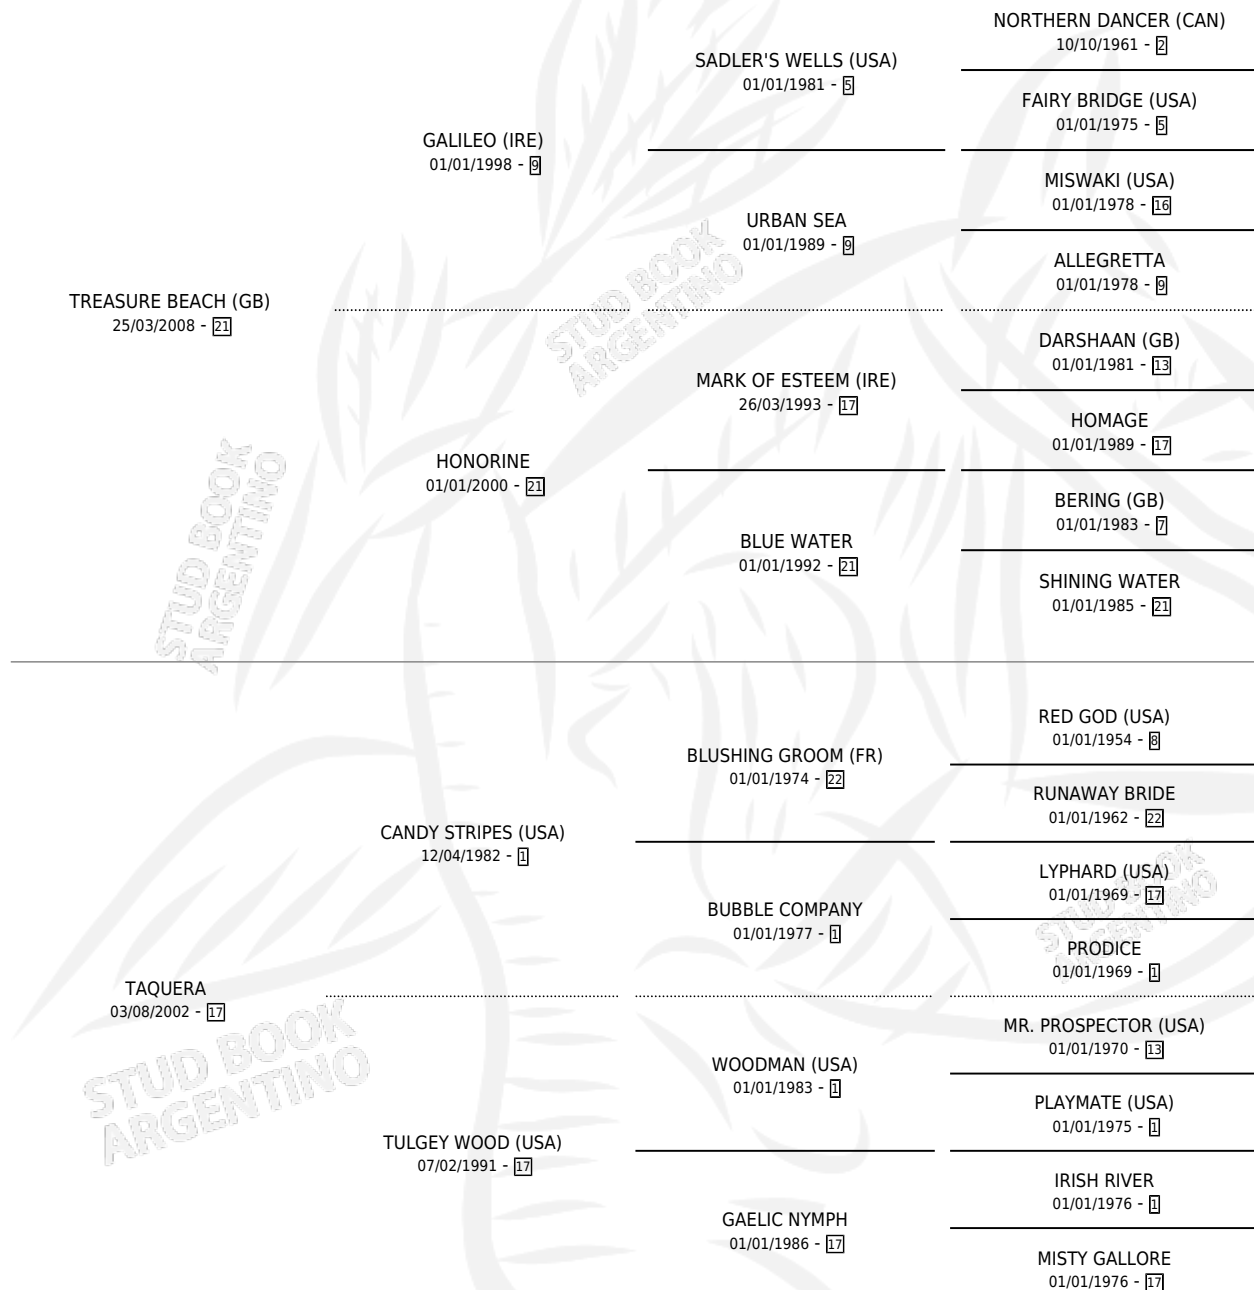 NORTHERN DANCER (CAN)
10/10/1961 - 2
SADLER'S WELLS (USA)
01/01/1981 - 5
FAIRY BRIDGE (USA)
01/01/1975 - 5
GALILEO (IRE)
01/01/1998 - 9
MISWAKI (USA)
01/01/1978 - 16
URBAN SEA
01/01/1989 - 9
ALLEGRETTA
01/01/1978 - 9
TREASURE BEACH (GB)
25/03/2008 - 21
DARSHAAN (GB)
01/01/1981 - 13
MARK OF ESTEEM (IRE)
26/03/1993 - 17
HOMAGE
01/01/1989 - 17
HONORINE
01/01/2000 - 21
BERING (GB)
01/01/1983 - 7
BLUE WATER
01/01/1992 - 21
SHINING WATER
01/01/1985 - 21
RED GOD (USA)
01/01/1954 - 8
BLUSHING GROOM (FR)
01/01/1974 - 22
RUNAWAY BRIDE
01/01/1962 - 22
CANDY STRIPES (USA)
12/04/1982 - 1
LYPHARD (USA)
01/01/1969 - 17
BUBBLE COMPANY
01/01/1977 - 1
PRODICE
01/01/1969 - 1
TAQUERA
03/08/2002 - 17
MR. PROSPECTOR (USA)
01/01/1970 - 13
WOODMAN (USA)
01/01/1983 - 1
PLAYMATE (USA)
01/01/1975 - 1
TULGEY WOOD (USA)
07/02/1991 - 17
IRISH RIVER
01/01/1976 - 1
GAELIC NYMPH
01/01/1986 - 17
MISTY GALLORE
01/01/1976 - 17
STUD BOOK
ARGENTINO
STUD BOOK
ARGENTINO
STUD BOOK
ARGENTINO
STUD BOOK
ARGENTINO